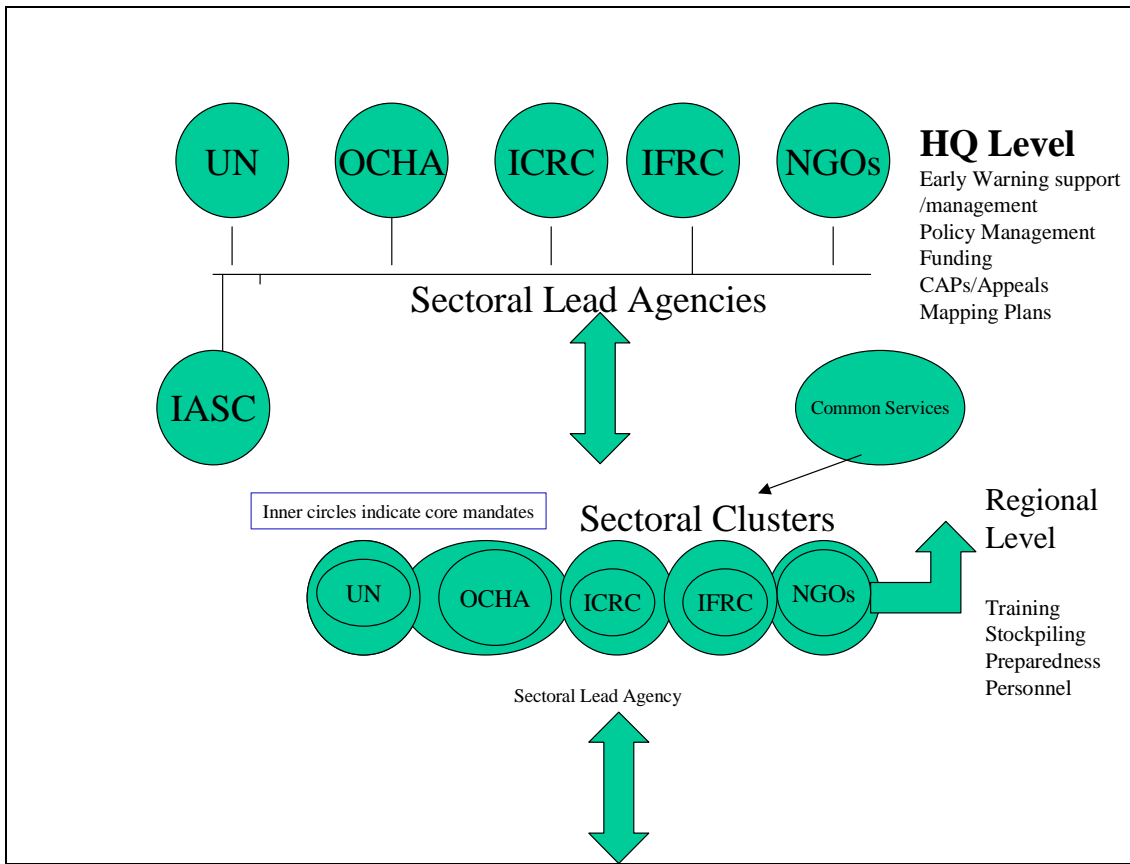 UN
OCHA
ICRC
IFRC
NGOs
HQ Level
Early Warning support
/management
Policy Management
Funding
CAPs/Appeals
Mapping Plans
Sectoral Lead Agencies
IASC
Common Services
Inner circles indicate core mandates
Sectoral Clusters
Regional
Level
UN
OCHA
ICRC
IFRC
NGOs
Training
Stockpiling
Preparedness
Personnel
Sectoral Lead Agency